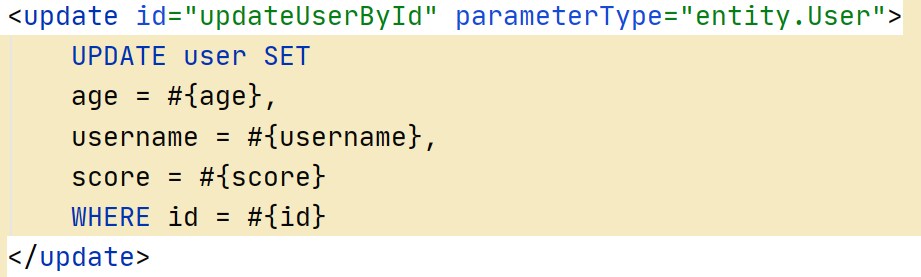 <update id="updateUserById" parameterType="entity.User">
    UPDATE user SET
    age = #{age},
    username = #{username},
    score = #{score}
    WHERE id = #{id}
</update>